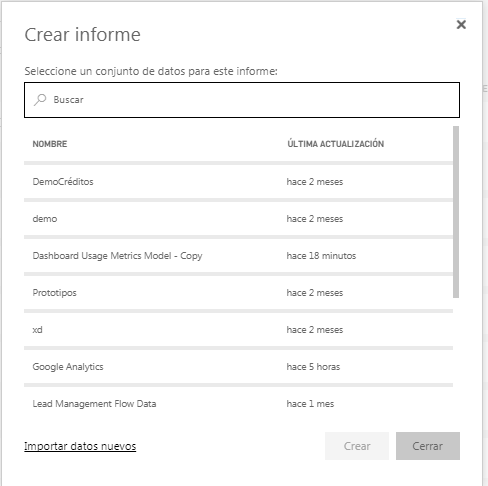 Crear informe
Seleccione un conjunto de datos para este informe:
Buscar
NOMBRE ÚLTIMA ACTUALIZACIÓN
DemoCréditos hace 2 meses
demo hace 2 meses
Dashboard Usage Metrics Model - Copy hace 18 minutos
Prototipos hace 2 meses
xd hace 2 meses
Google Analytics hace 5 horas
Lead Management Flow Data hace 1 mes
Importar datos nuevos Crear Cerrar